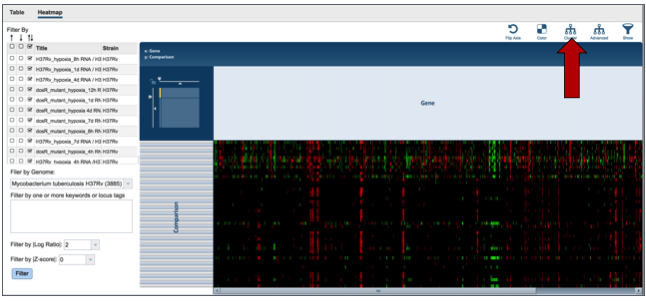 Table Heatmap
Filter By
Flip Axis Color Cluster Advanced Show
Title Strain
x: Gene
y: Comparison
H37Rv_hypoxia_8h RNA / H3 H37Rv
H37Rv_hypoxia_1d RNA / H3 H37Rv
H37Rv_hypoxia_4d RNA / H3 H37Rv
dosR_mutant_hypoxia_12h R H37Rv
dosR_mutant_hypoxia_1d RN H37Rv
dosR_mutant_hypoxia 4d RN H37Rv
dosR_mutant_hypoxia_7d RN H37Rv
dosR_mutant_hypoxia_8h RN H37Rv
H37Rv_hypoxia_7d RNA / H3 H37Rv
dosR_mutant_hypoxia_4h RN H37Rv
H37Rv_hypoxia_4h RNA /H3 H37Rv
Gene
Comparison
Filer by Genome:
Mycobacterium tuberculosis H37Rv (3885)
Filter by one or more keywords or locus tags
Filter by |Log Ratio|: 2
Filter by |Z-score|: 0
Filter